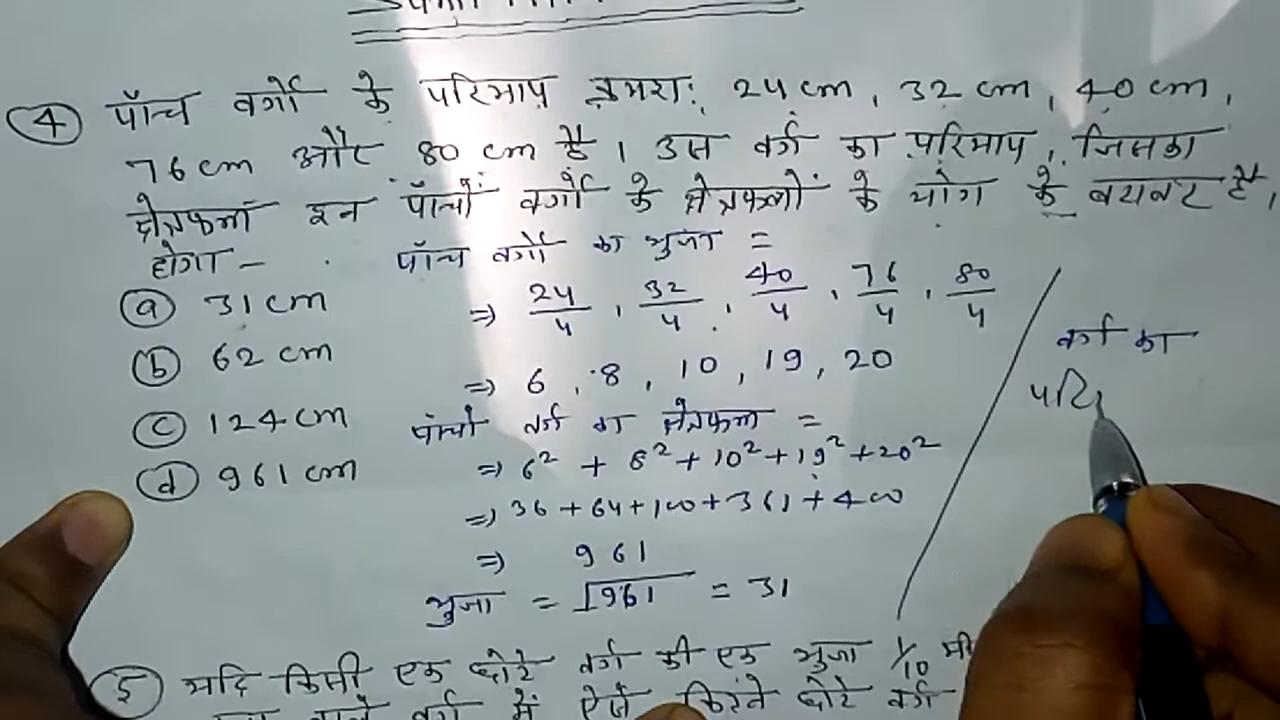 ④ पाँच वर्गों के परिमाप क्रमशः 24 cm, 32 cm, 40 cm,
76 cm और 80 cm है। उस वर्ग का परिमाप, जिसका
क्षेत्रफल इन पाँचों वर्गों के क्षेत्रफलों के योग के बराबर है,
होगा –
पाँच वर्गों का भुजा =
ⓐ 31 cm
ⓑ 62 cm
ⓒ 124 cm
ⓓ 961 cm
=> 24/4, 32/4, 40/4, 76/4, 80/4
=> 6, 8, 10, 19, 20
पांचों वर्ग का क्षेत्रफल =
=> 6² + 8² + 10² + 19² + 20²
=> 36 + 64 + 100 + 361 + 400
=> 961
भुजा = √961 = 31
वर्ग का
परि
⑤ यदि किसी एक छोटे वर्ग की एक भुजा 1/10 मी
वाले वर्ग में ऐसे कितने छोटे वर्ग